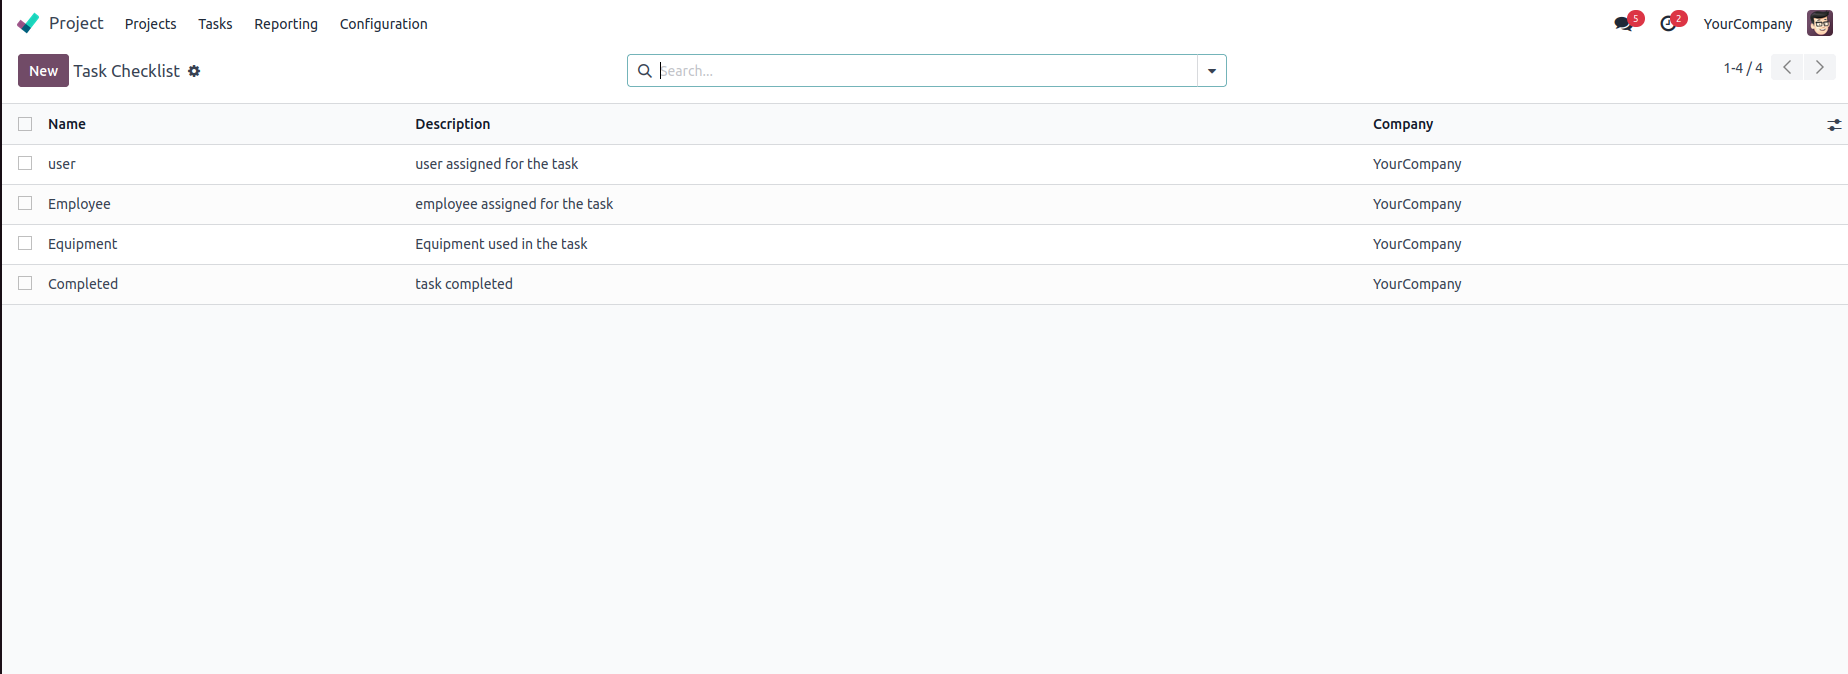 Project Projects Tasks Reporting Configuration 5 2 YourCompany
New Task Checklist Search... 1-4 / 4
Name Description Company
user user assigned for the task YourCompany
Employee employee assigned for the task YourCompany
Equipment Equipment used in the task YourCompany
Completed task completed YourCompany